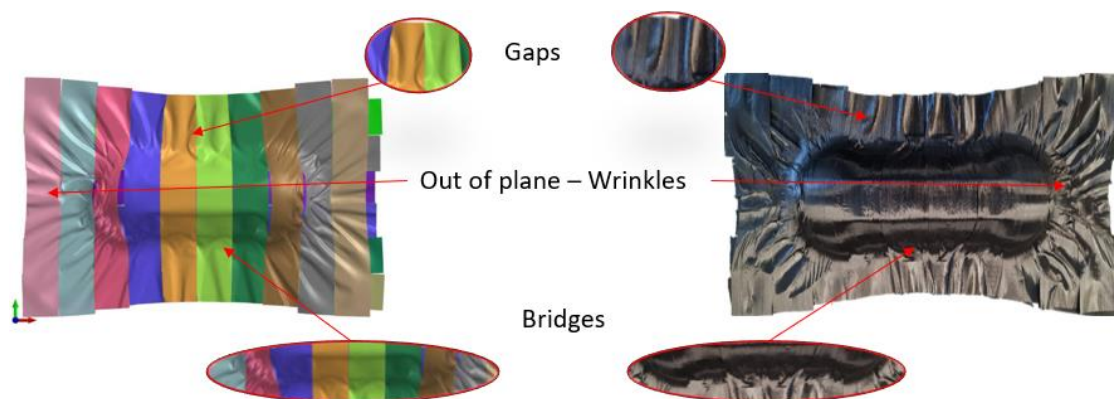 Gaps
Out of plane – Wrinkles
Bridges